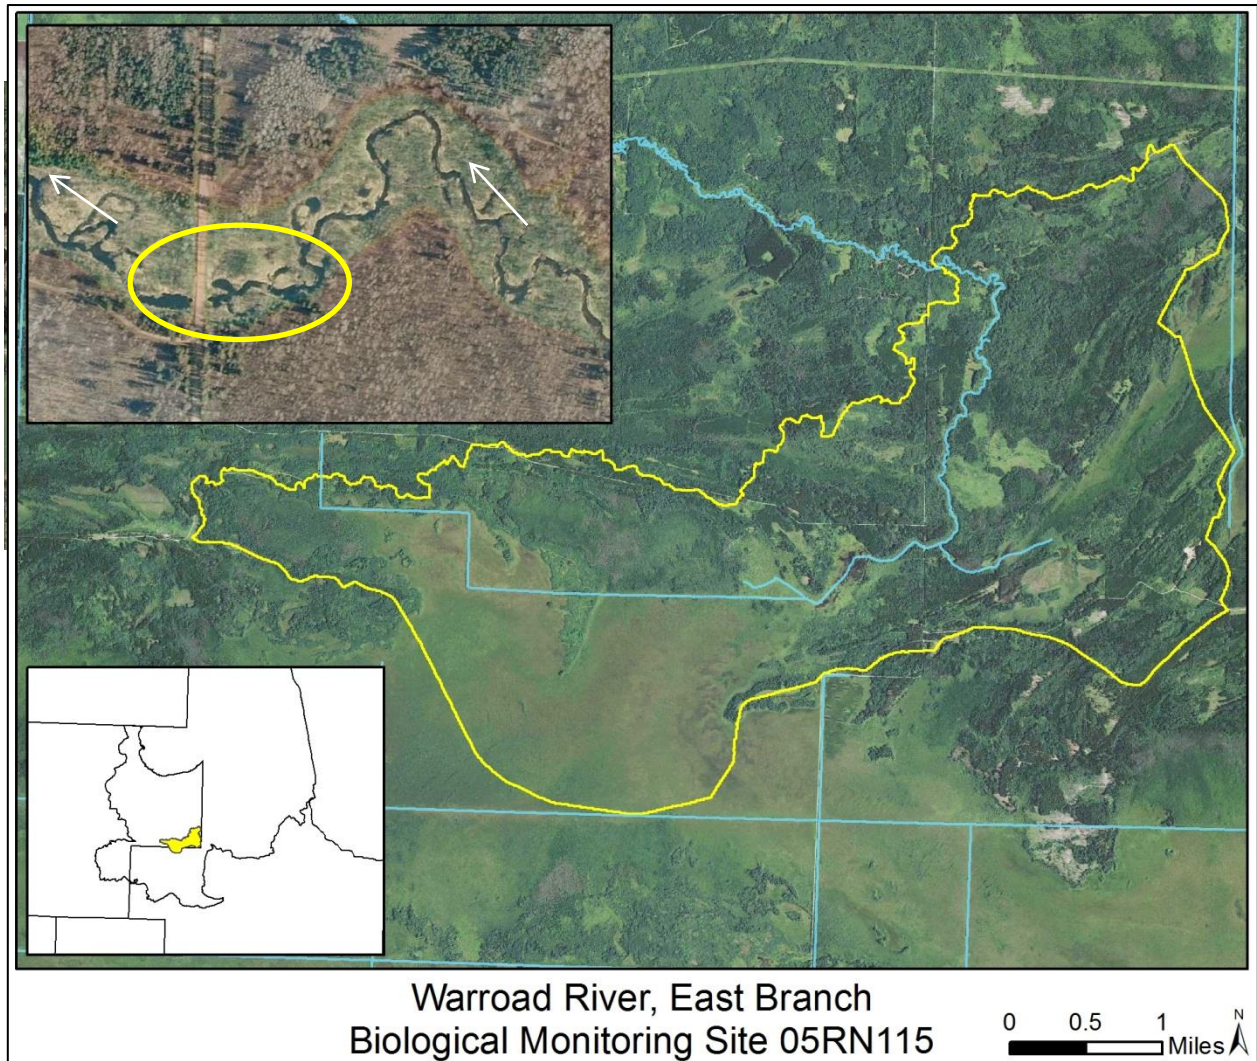 Warroad River, East Branch
Biological Monitoring Site 05RN115
0 0.5 1
Miles
N